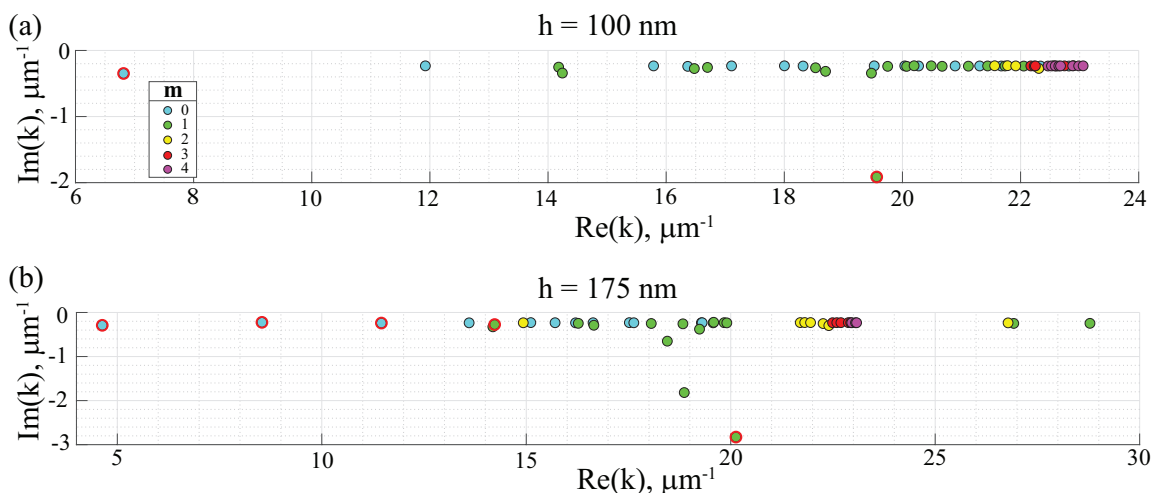 (a)
h = 100 nm
Im(k), μm⁻¹
0
-1
-2
m
0
1
2
3
4
6 8 10 12 14 16 18 20 22 24
Re(k), μm⁻¹
(b)
h = 175 nm
Im(k), μm⁻¹
0
-1
-2
-3
5 10 15 20 25 30
Re(k), μm⁻¹